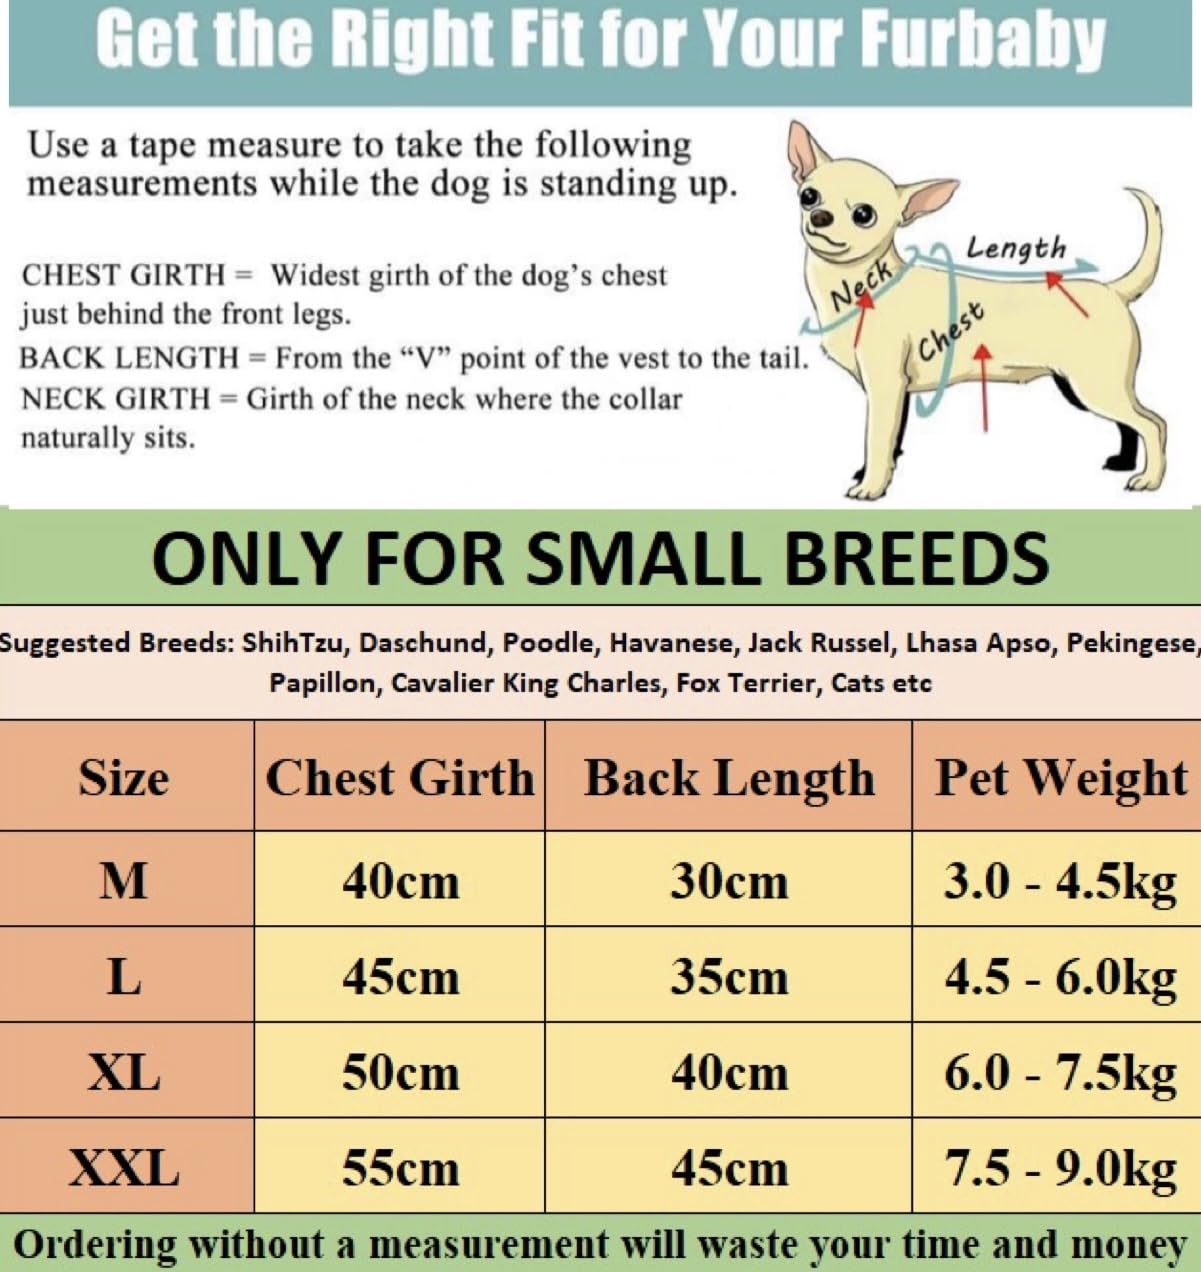 Get the Right Fit for Your Furbaby
Use a tape measure to take the following
measurements while the dog is standing up.
CHEST GIRTH = Widest girth of the dog's chest
just behind the front legs.
BACK LENGTH = From the “V” point of the vest to the tail.
NECK GIRTH = Girth of the neck where the collar
naturally sits.
Length
Neck
Chest
ONLY FOR SMALL BREEDS
Suggested Breeds: ShihTzu, Daschund, Poodle, Havanese, Jack Russel, Lhasa Apso, Pekingese,
Papillon, Cavalier King Charles, Fox Terrier, Cats etc
Size Chest Girth Back Length Pet Weight
M 40cm 30cm 3.0 - 4.5kg
L 45cm 35cm 4.5 - 6.0kg
XL 50cm 40cm 6.0 - 7.5kg
XXL 55cm 45cm 7.5 - 9.0kg
Ordering without a measurement will waste your time and money